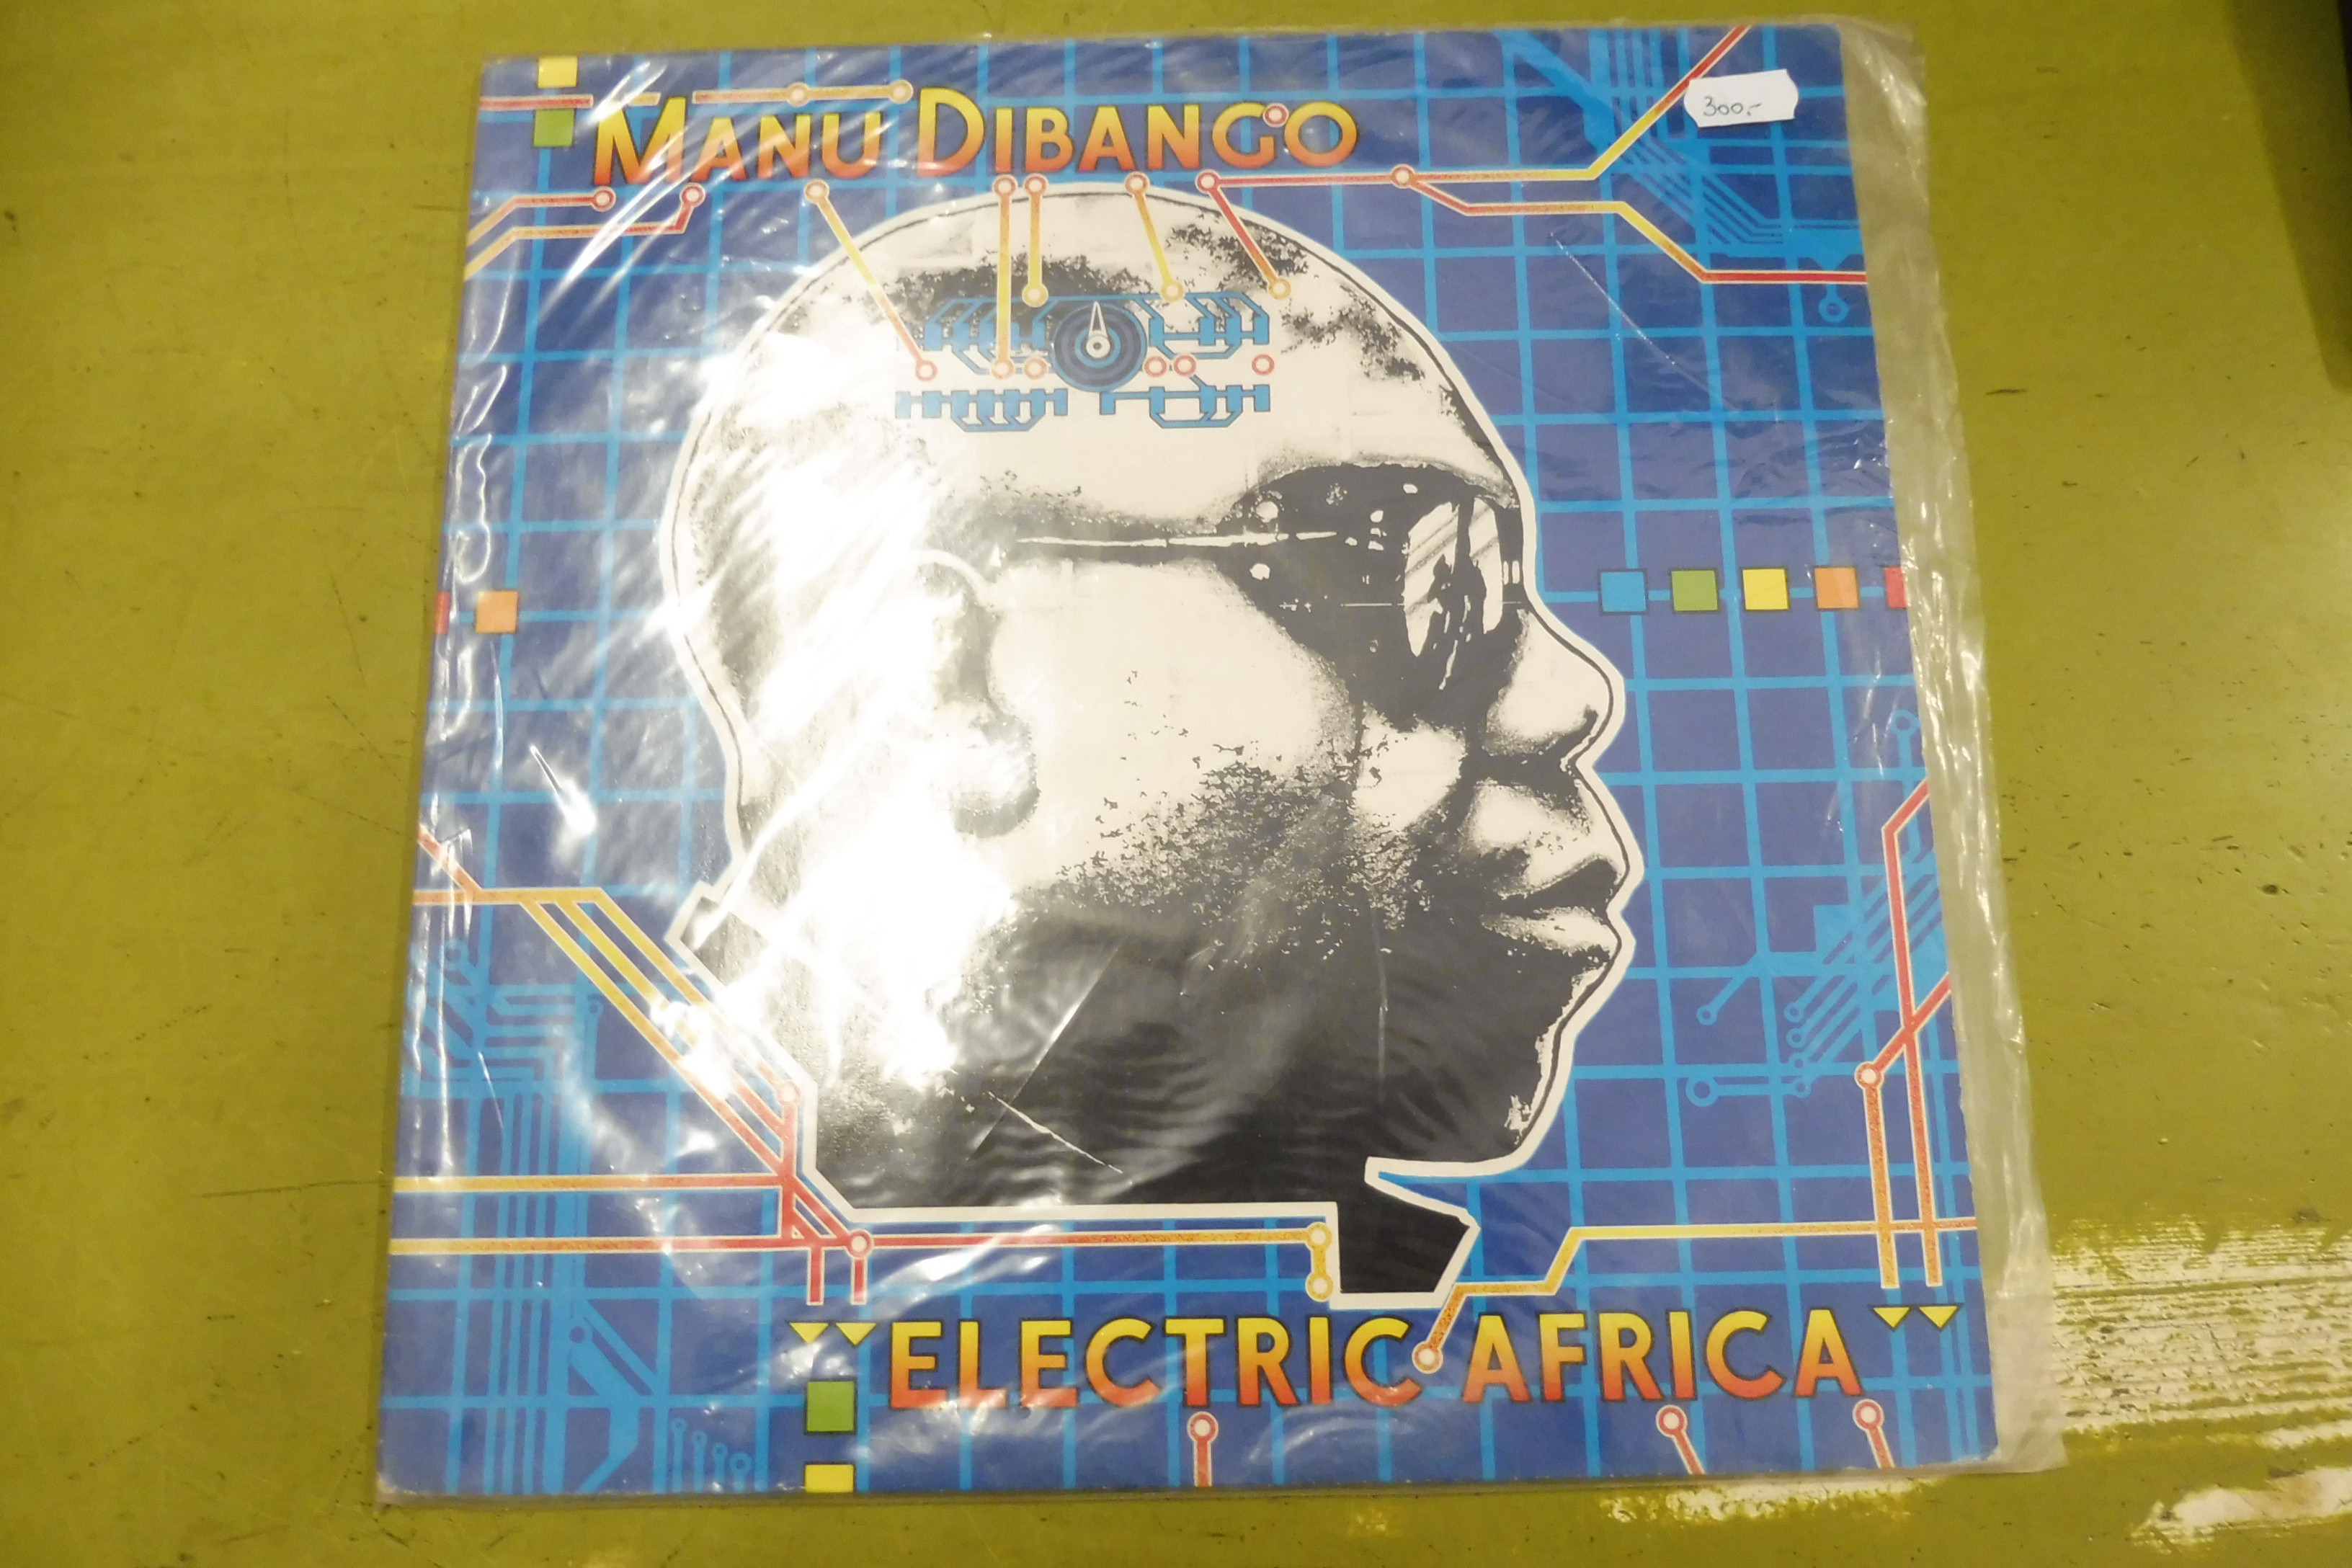 MANU DIBANGO
300,-
"ELECTRIC AFRICA"